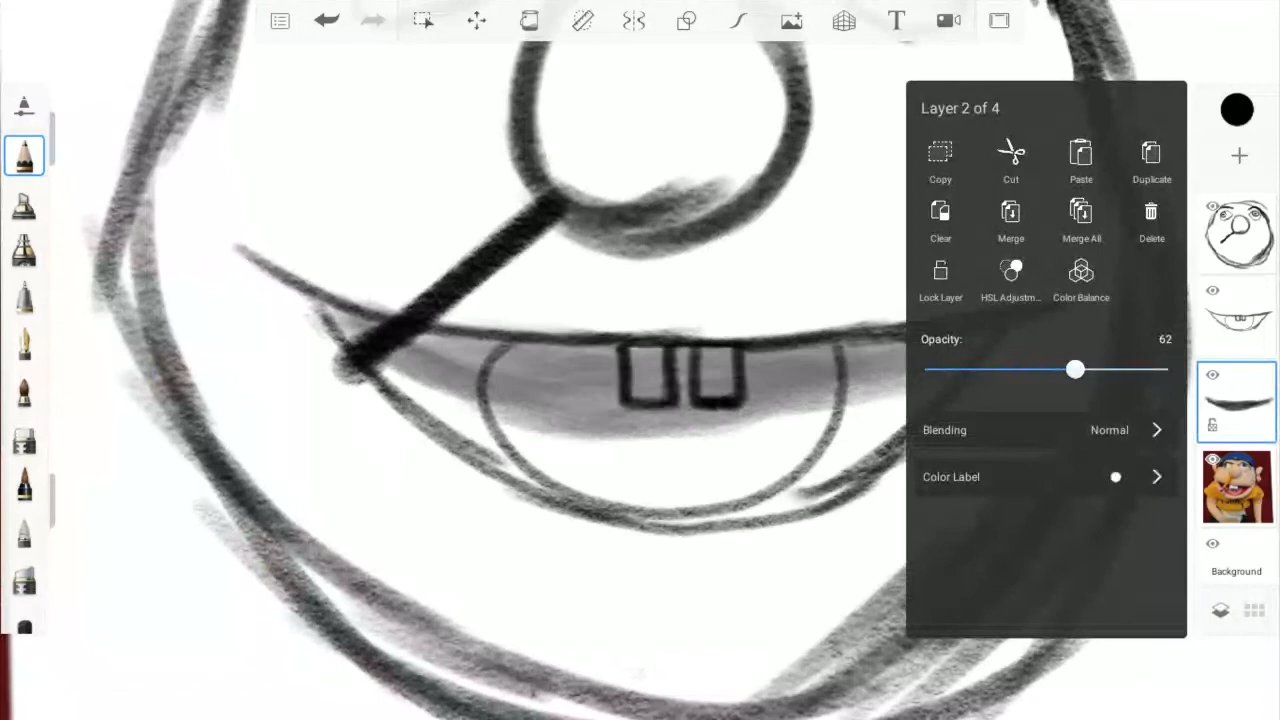 T
Layer 2 of 4
Copy Cut Paste Duplicate
Clear Merge Merge All Delete
Lock Layer HSL Adjustm... Color Balance
Opacity: 62
Blending Normal
Color Label
Background